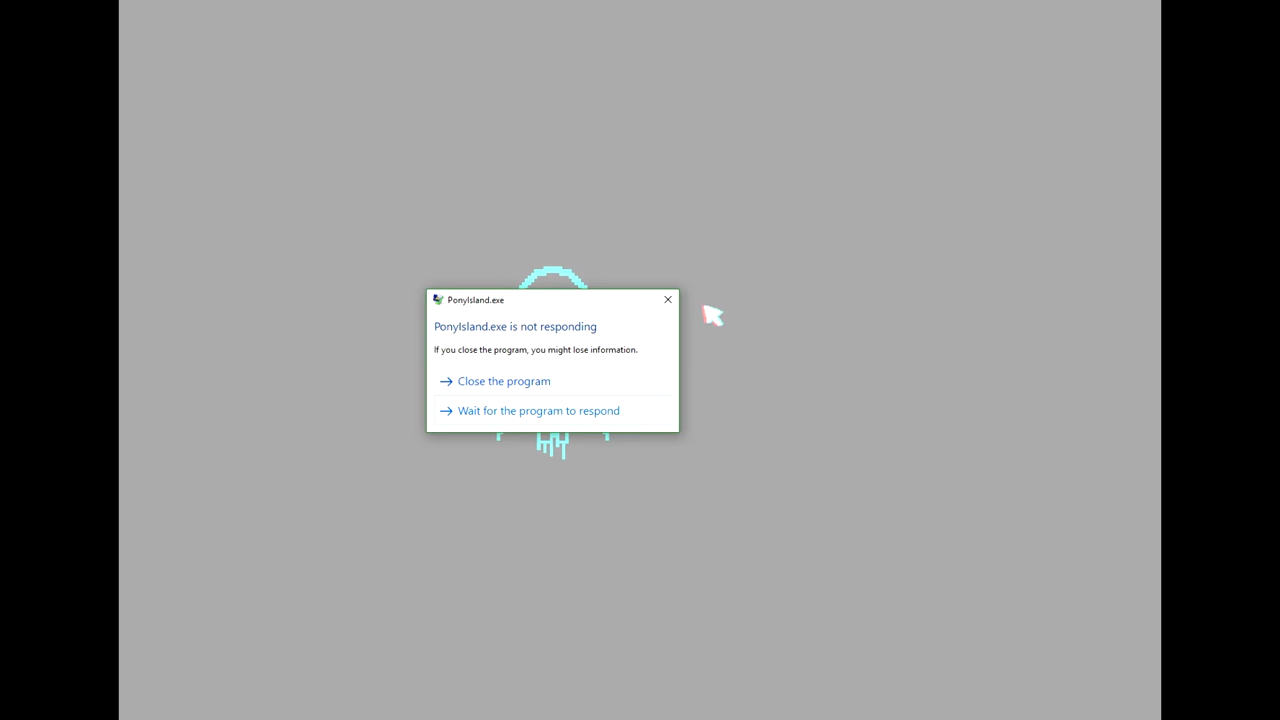 PonyIsland.exe
PonyIsland.exe is not responding
If you close the program, you might lose information.
Close the program
Wait for the program to respond